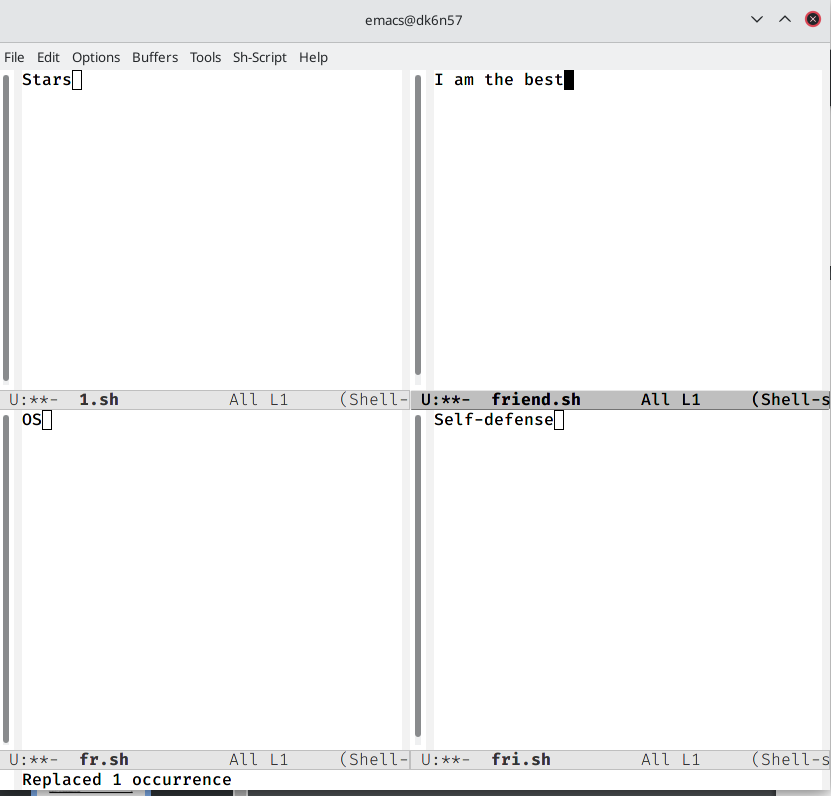 emacs@dk6n57
File Edit Options Buffers Tools Sh-Script Help
Stars
I am the best
U:**- 1.sh All L1 (Shell-
U:**- friend.sh All L1 (Shell-s
OS
Self-defense
U:**- fr.sh All L1 (Shell-
U:**- fri.sh All L1 (Shell-s
Replaced 1 occurrence